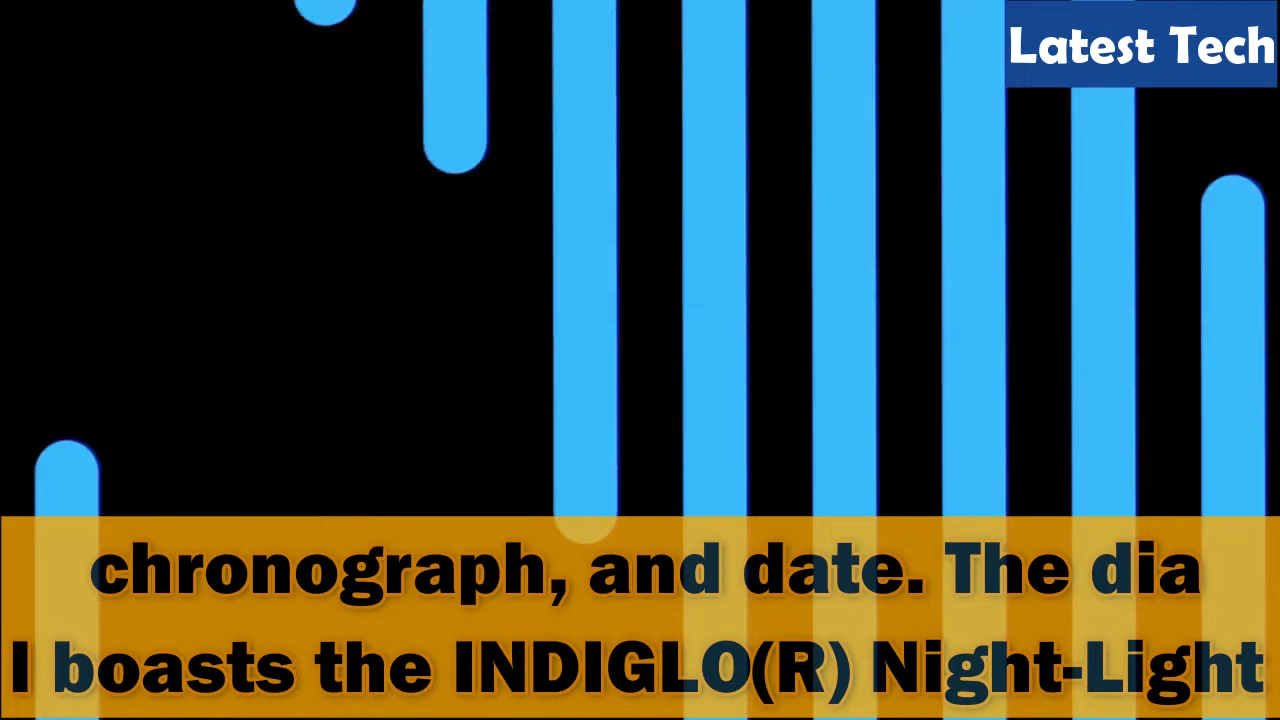 Latest Tech
chronograph, and date. The dia
l boasts the INDIGLO(R) Night-Light